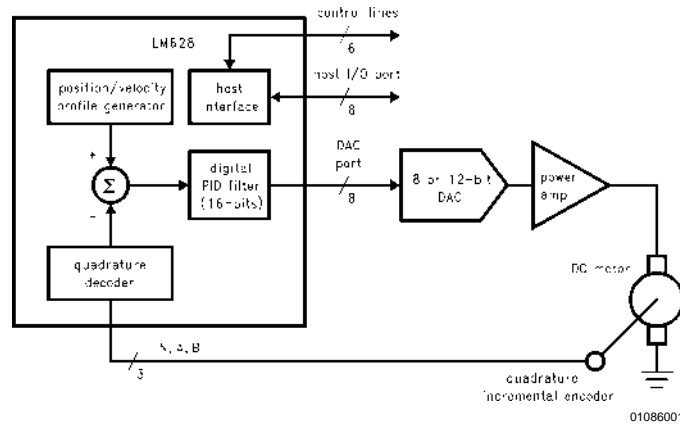 control lines
6
LM628
host I/O port
8
position/velocity
profile generator
host
interface
+
Σ
−
digital
PID filter
(16-bits)
DAC
port
8
8 or 12-bit
DAC
power
amp
DC motor
quadrature
decoder
A, B
3
quadrature
incremental encoder
01086001